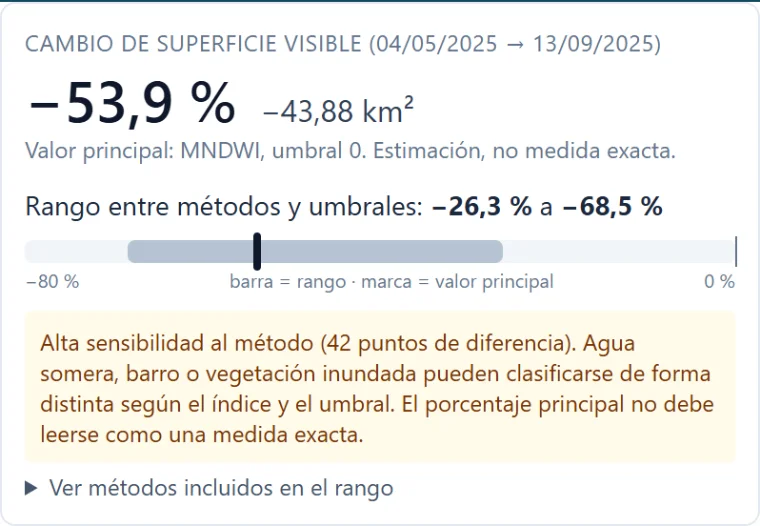 CAMBIO DE SUPERFICIE VISIBLE (04/05/2025 → 13/09/2025)
−53,9 % −43,88 km²
Valor principal: MNDWI, umbral 0. Estimación, no medida exacta.
Rango entre métodos y umbrales: −26,3 % a −68,5 %
−80 % barra = rango · marca = valor principal 0 %
Alta sensibilidad al método (42 puntos de diferencia). Agua
somera, barro o vegetación inundada pueden clasificarse de forma
distinta según el índice y el umbral. El porcentaje principal no debe
leerse como una medida exacta.
▶ Ver métodos incluidos en el rango